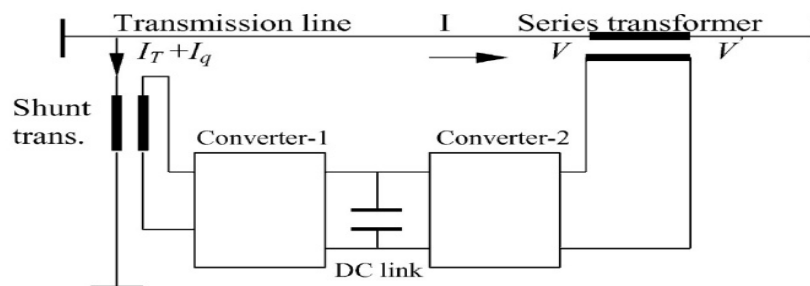 Transmission line I Series transformer
I_T + I_q V V'
Shunt
trans.
Converter-1 Converter-2
DC link